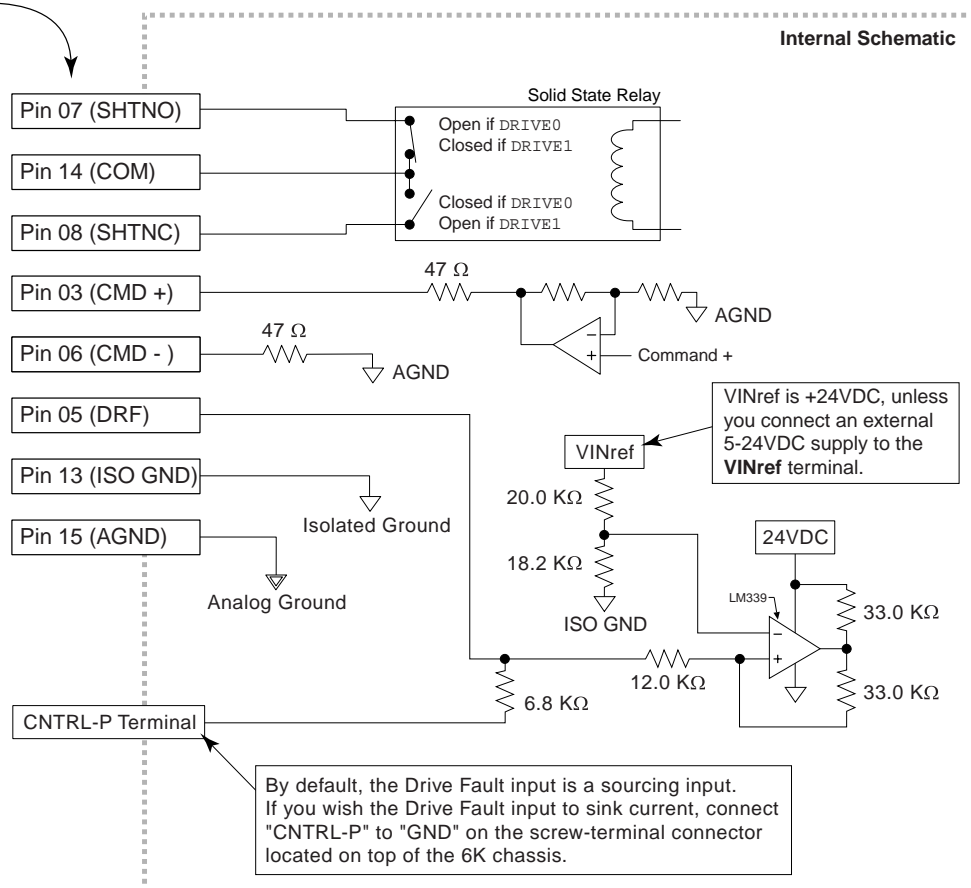 Internal Schematic
Solid State Relay
Pin 07 (SHTNO)
Open if DRIVE0
Closed if DRIVE1
Pin 14 (COM)
Closed if DRIVE0
Open if DRIVE1
Pin 08 (SHTNC)
47 Ω
Pin 03 (CMD +)
AGND
47 Ω
–
+
Command +
Pin 06 (CMD - )
AGND
VINref is +24VDC, unless
you connect an external
5-24VDC supply to the
VINref terminal.
Pin 05 (DRF)
VINref
Pin 13 (ISO GND)
20.0 KΩ
Isolated Ground
Pin 15 (AGND)
24VDC
18.2 KΩ
Analog Ground
LM339
33.0 KΩ
ISO GND
–
+
12.0 KΩ
33.0 KΩ
6.8 KΩ
CNTRL-P Terminal
By default, the Drive Fault input is a sourcing input.
If you wish the Drive Fault input to sink current, connect
"CNTRL-P" to "GND" on the screw-terminal connector
located on top of the 6K chassis.